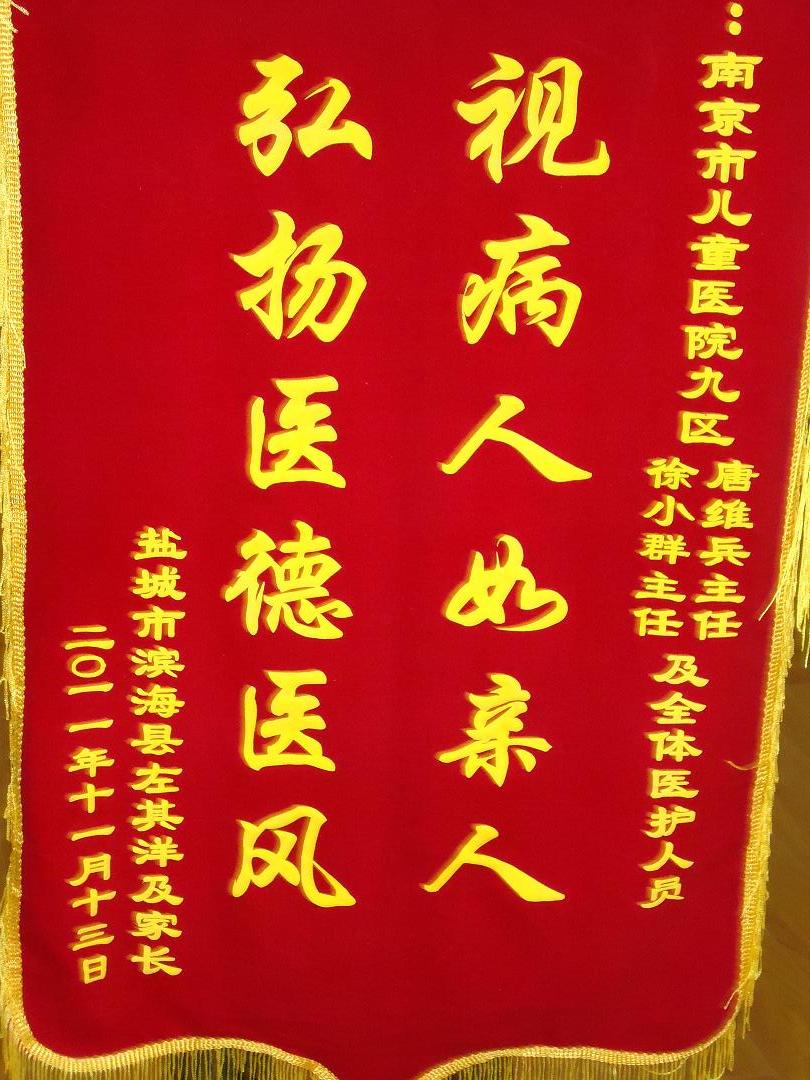 ：南京市儿童医院九区
唐维兵主任
徐小群主任
及全体医护人员
视病人如亲人
弘扬医德医风
盐城市滨海县左其洋及家长
二〇一一年十一月十三日